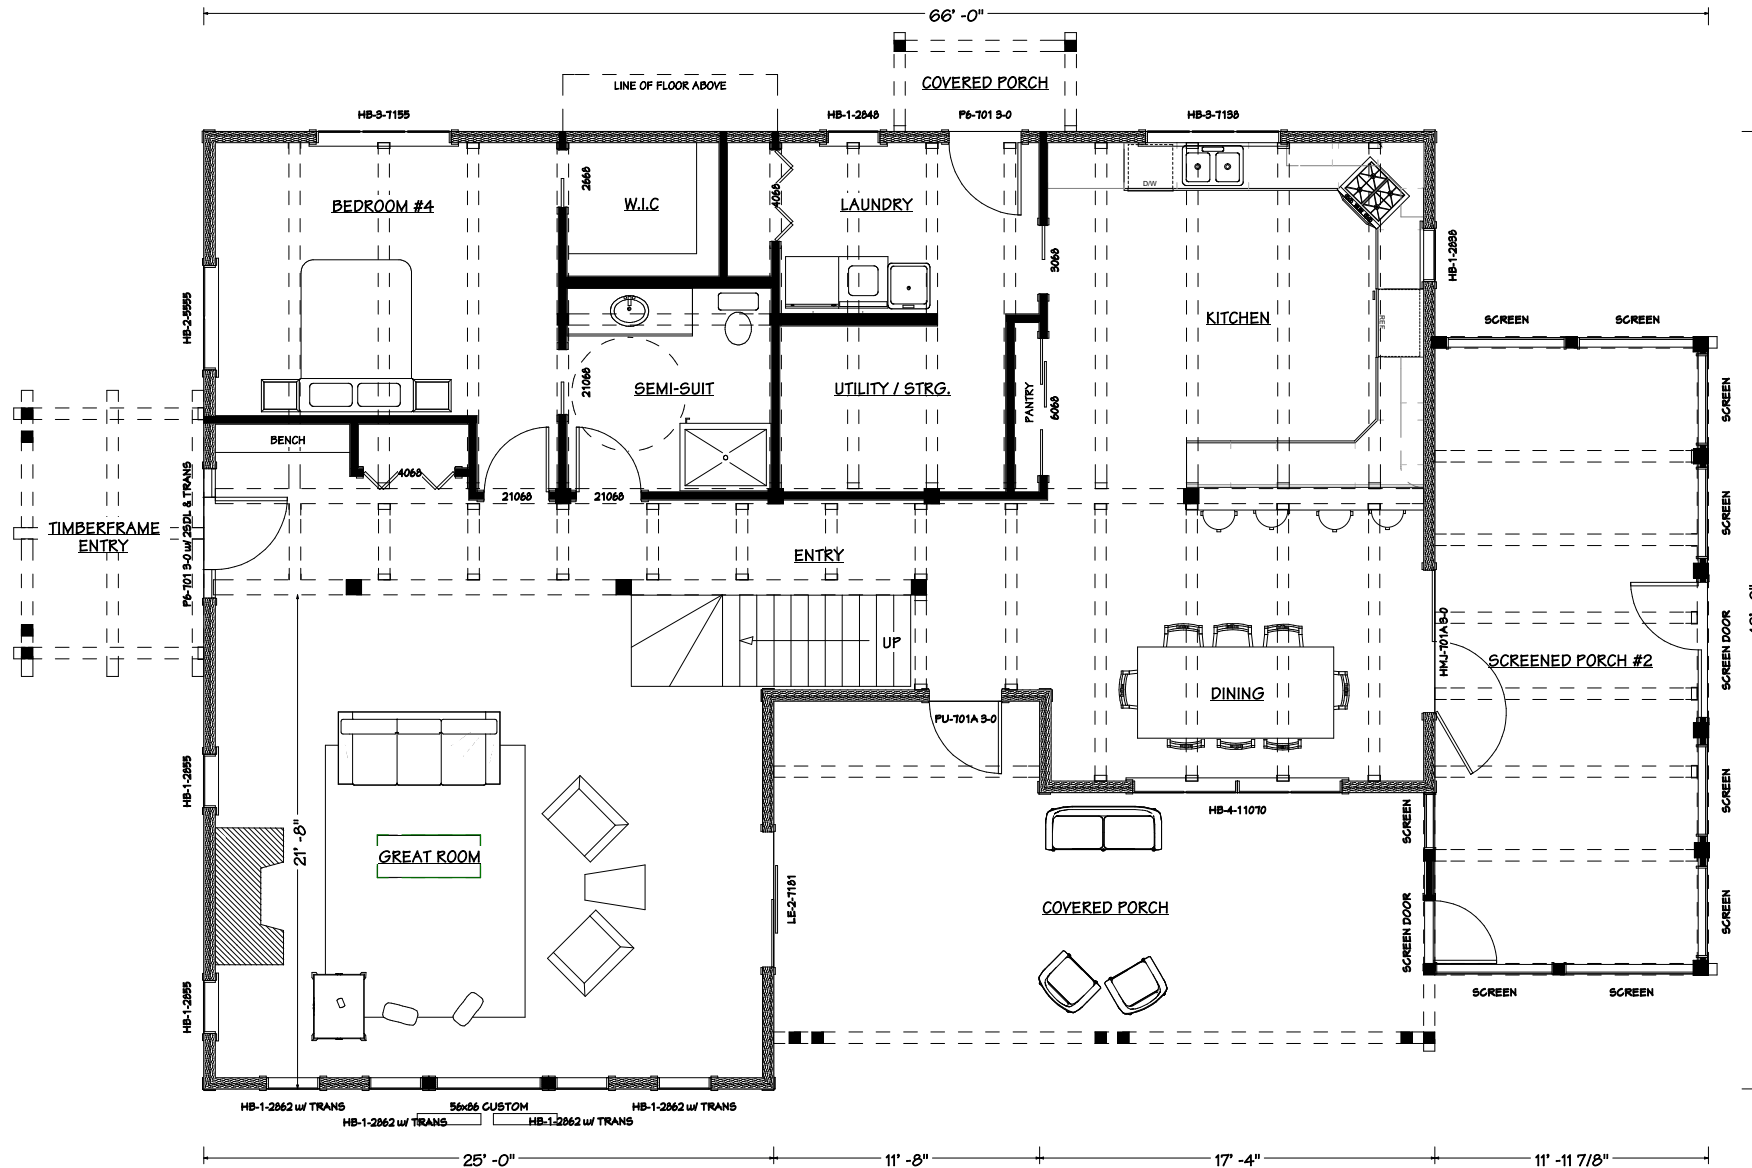 66' -0"
COVERED PORCH
LINE OF FLOOR ABOVE
HB-3-7155
HB-1-2848
P6-701 3-0
HB-3-7138
D/W
2668
4068
BEDROOM #4
W.I.C
LAUNDRY
3068
HB-1-2838
HB-2-5555
KITCHEN
REF.
SCREEN
SCREEN
21068
SEMI-SUIT
UTILITY / STRG.
PANTRY
6068
SCREEN
BENCH
4068
21068
21068
SCREEN
TIMBERFRAME
ENTRY
P6-701 3-0 w/ 2SDL & TRANS
ENTRY
UP
HMJ-701A 3-0
SCREENED PORCH #2
SCREEN DOOR
DINING
PU-701A 3-0
HB-1-2855
SCREEN
HB-4-11070
SCREEN
21' -8"
GREAT ROOM
LE-2-7181
COVERED PORCH
SCREEN DOOR
SCREEN
HB-1-2855
SCREEN
SCREEN
HB-1-2862 w/ TRANS
56x86 CUSTOM
HB-1-2862 w/ TRANS
HB-1-2862 w/ TRANS
HB-1-2862 w/ TRANS
25' -0"
11' -8"
17' -4"
11' -11 7/8"